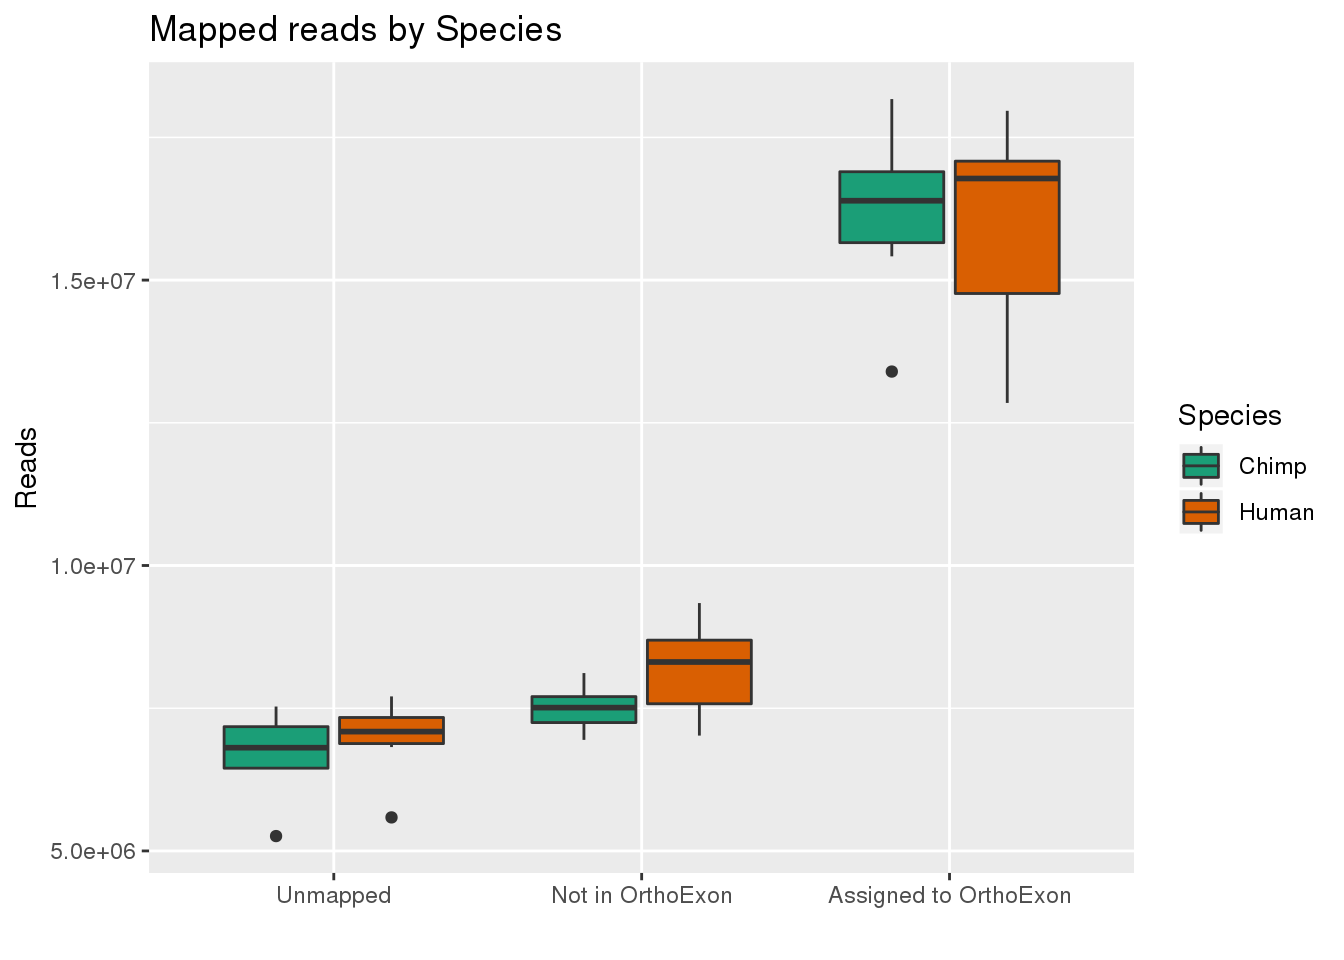 Mapped reads by Species
Reads
1.5e+07
1.0e+07
5.0e+06
Unmapped
Not in OrthoExon
Assigned to OrthoExon
Species
Chimp
Human